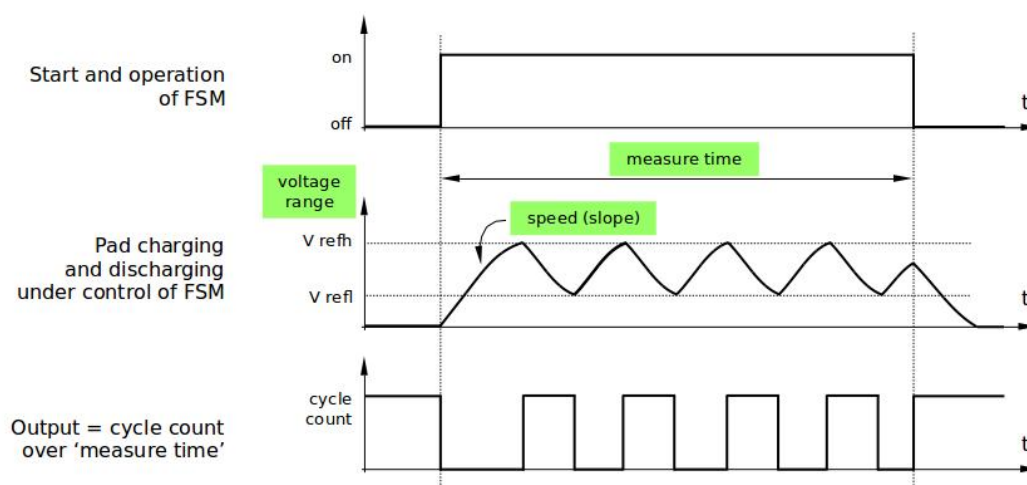 Start and operation
of FSM
on
off
t
measure time
voltage
range
speed (slope)
V refh
Pad charging
and discharging
under control of FSM
V refl
t
cycle
count
Output = cycle count
over ‘measure time’
t